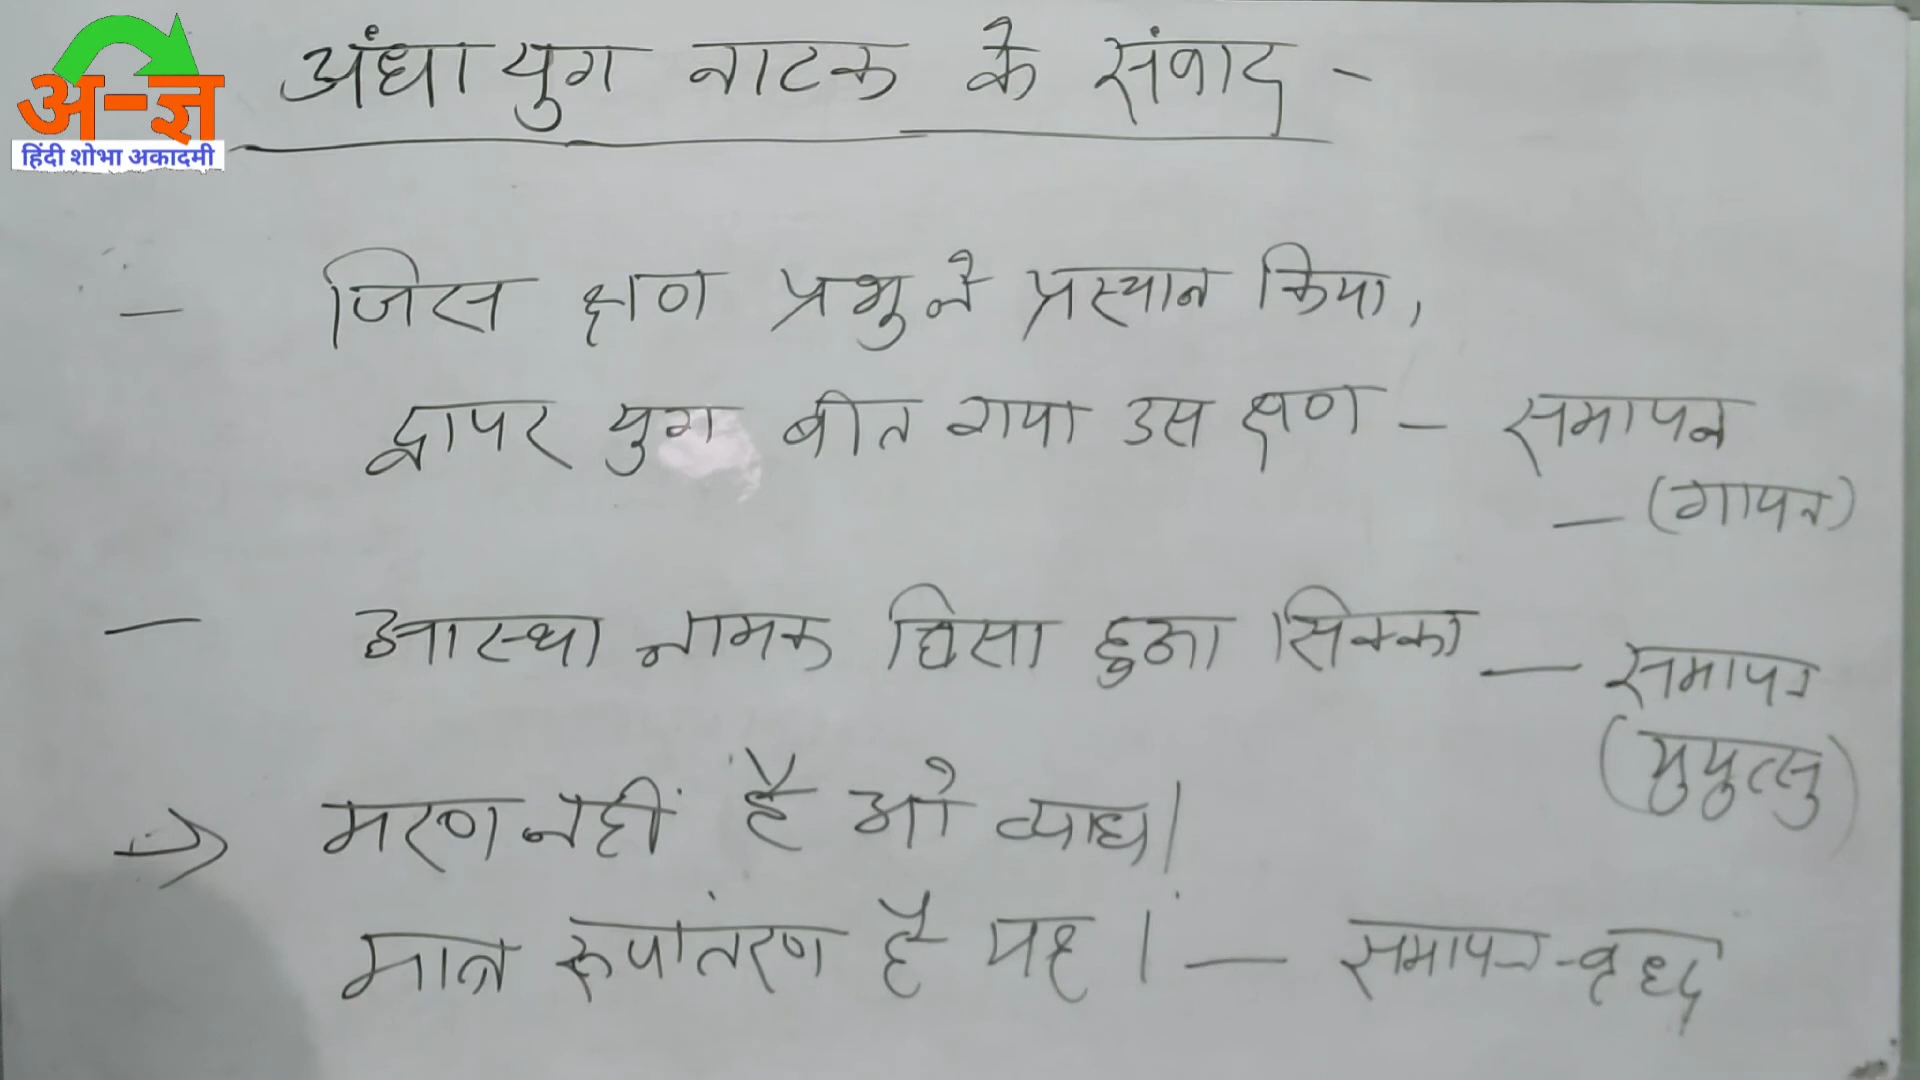 अ-ज्ञ
हिंदी शोभा अकादमी
अंधा युग नाटक के संवाद -
- जिस क्षण प्रभु ने प्रस्थान किया,
द्वापर युग बीत गया उस क्षण - समापन
- (गायन)
- आस्था नामक घिसा हुआ सिक्का - समापन
(युयुत्सु)
⇒ मरण नहीं है ओ व्याध।
मात्र रूपांतरण है यह। - समापन-वृध्द